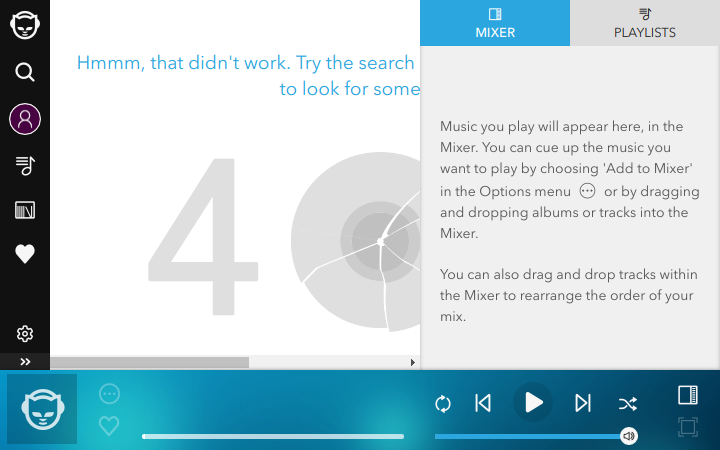 MIXER
PLAYLISTS
Hmmm, that didn't work. Try the search
to look for some
4
Music you play will appear here, in the
Mixer. You can cue up the music you
want to play by choosing 'Add to Mixer'
in the Options menu or by dragging
and dropping albums or tracks into the
Mixer.
You can also drag and drop tracks within
the Mixer to rearrange the order of your
mix.